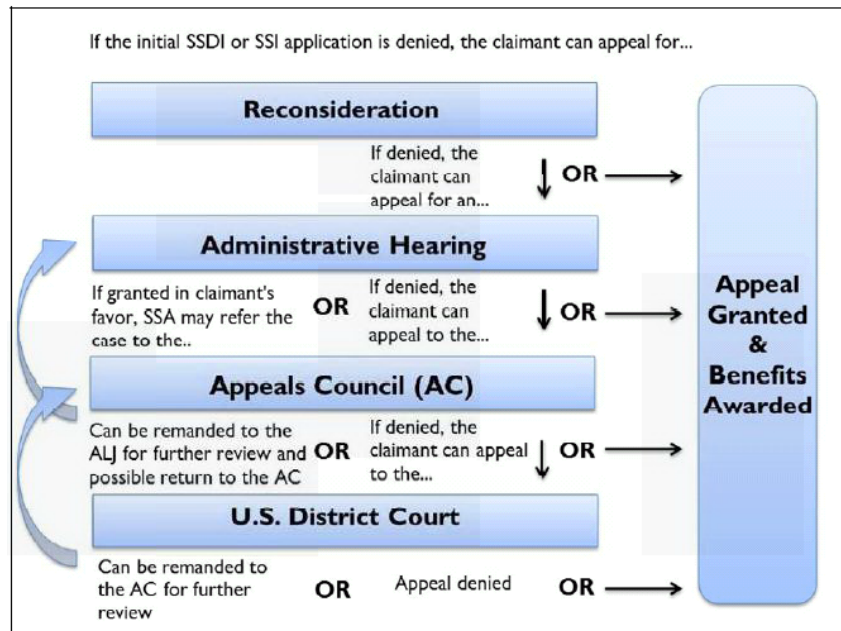 If the initial SSDI or SSI application is denied, the claimant can appeal for...
Reconsideration
If denied, the
claimant can
appeal for an...
OR
Administrative Hearing
If granted in claimant's
favor, SSA may refer the
case to the..
OR
If denied, the
claimant can
appeal to the...
OR
Appeals Council (AC)
Can be remanded to the
ALJ for further review and
possible return to the AC
OR
If denied, the
claimant can appeal
to the...
OR
U.S. District Court
Can be remanded to
the AC for further
review
OR
Appeal denied
OR
Appeal
Granted
&
Benefits
Awarded